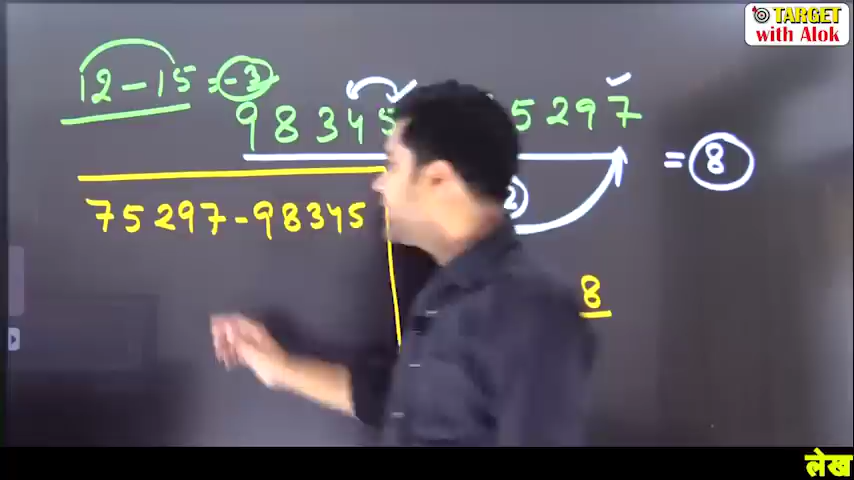 TARGET
with Alok
12-15 = -3
98345 5297 = 8
2
75297-98345
8
लेख